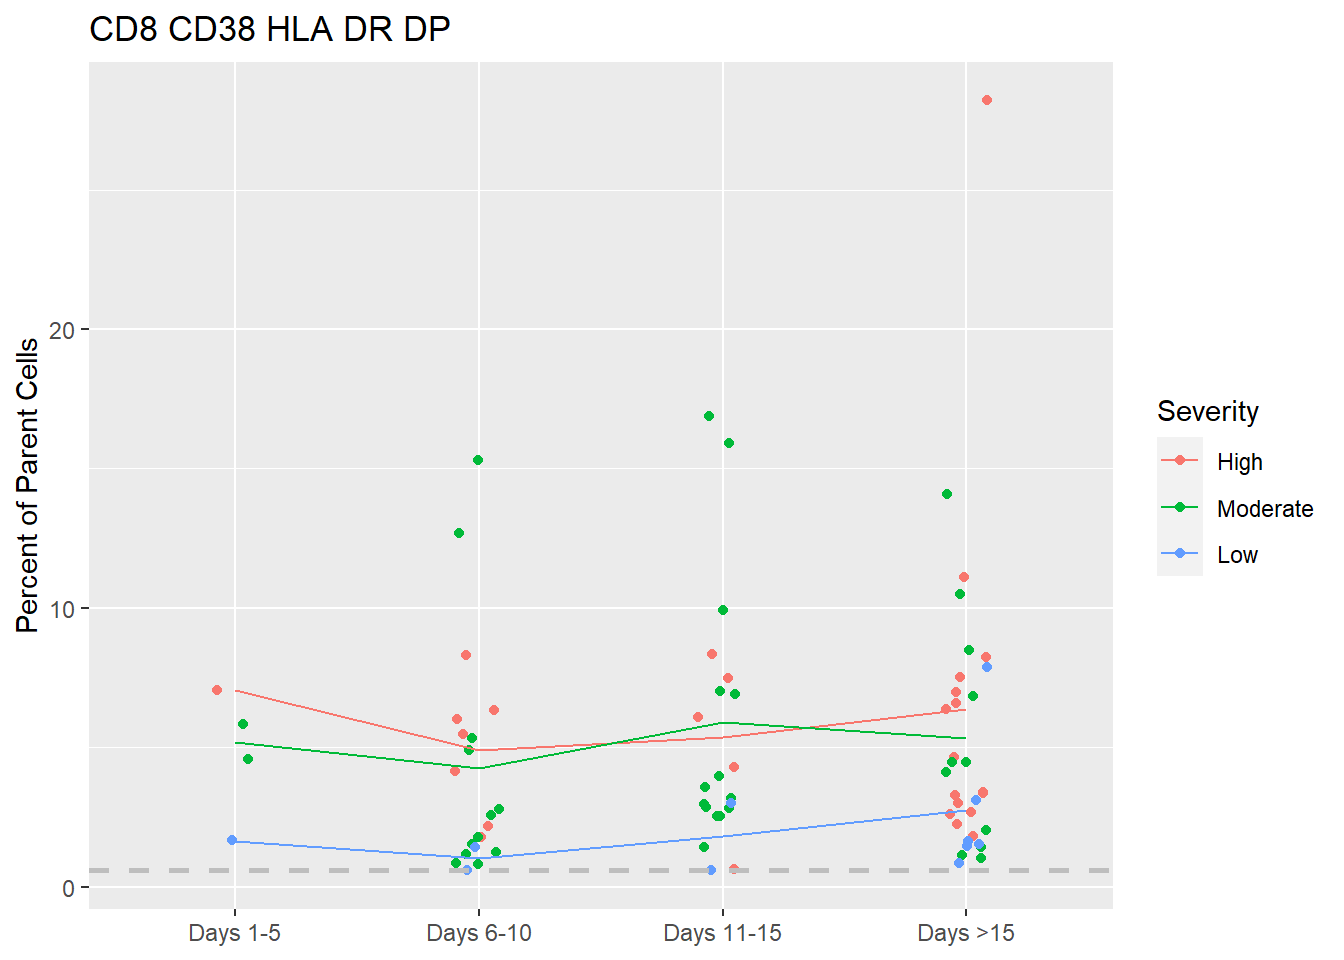 CD8 CD38 HLA DR DP
Percent of Parent Cells
20
10
0
Days 1-5
Days 6-10
Days 11-15
Days >15
Severity
High
Moderate
Low